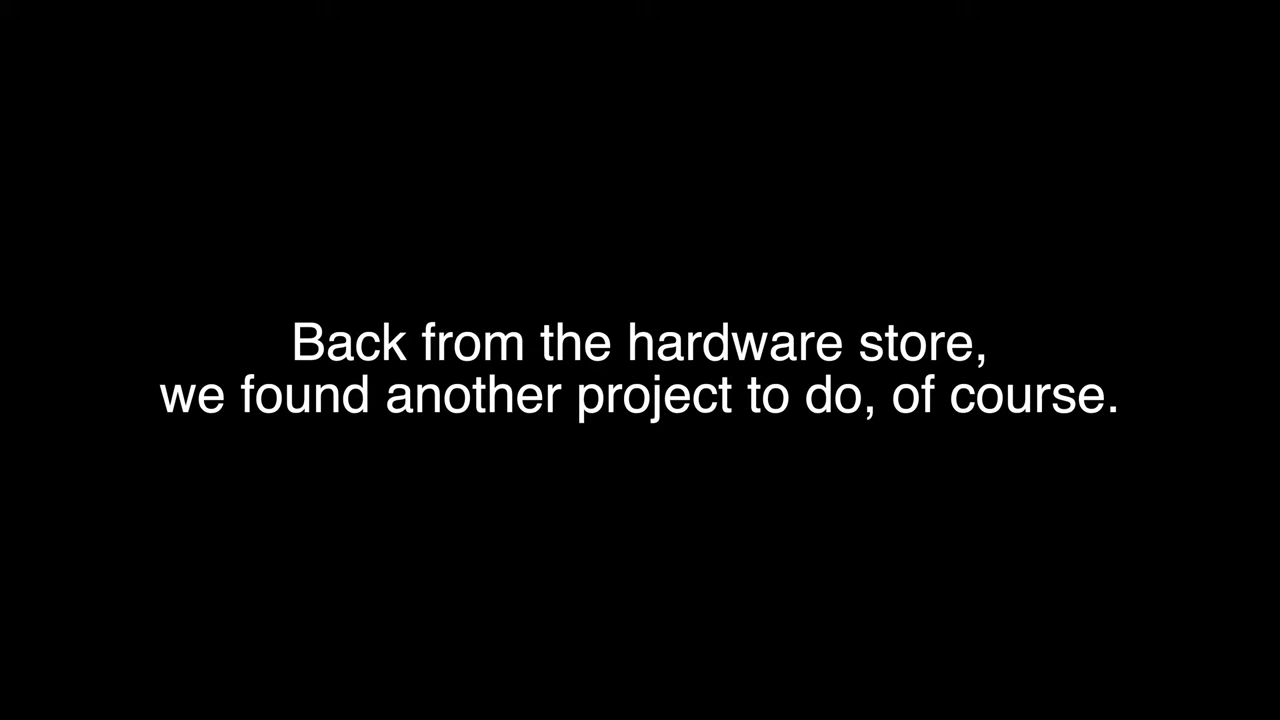 Back from the hardware store,
we found another project to do, of course.